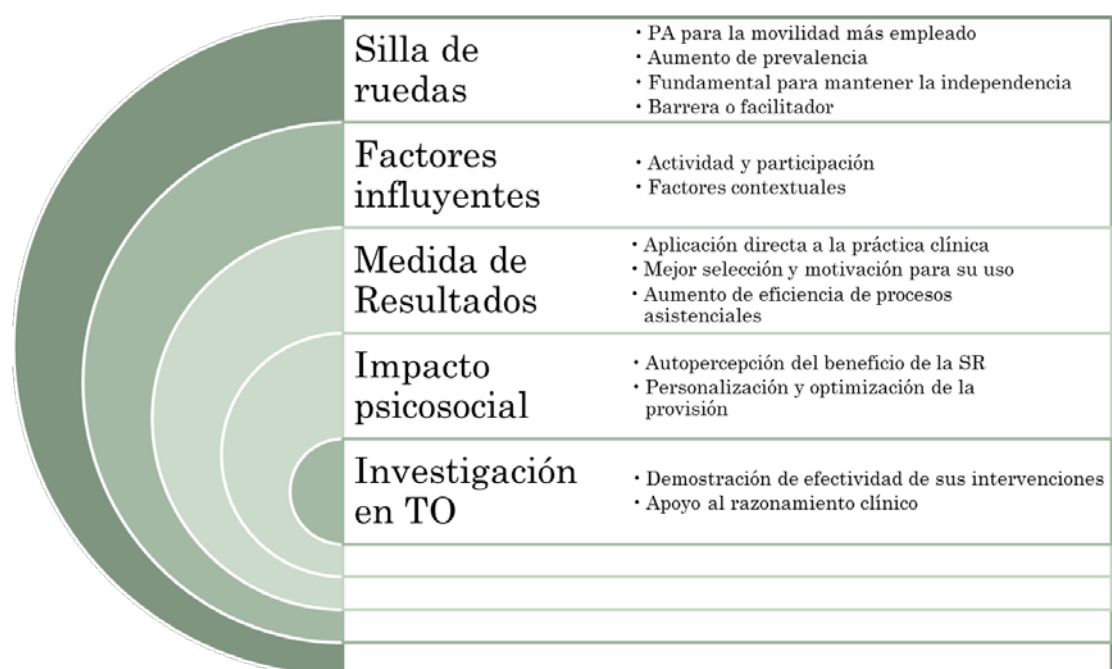 Silla de
ruedas
• PA para la movilidad más empleado
• Aumento de prevalencia
• Fundamental para mantener la independencia
• Barrera o facilitador
Factores
influyentes
• Actividad y participación
• Factores contextuales
Medida de
Resultados
• Aplicación directa a la práctica clínica
• Mejor selección y motivación para su uso
• Aumento de eficiencia de procesos
asistenciales
Impacto
psicosocial
• Autopercepción del beneficio de la SR
• Personalización y optimización de la
provisión
Investigación
en TO
• Demostración de efectividad de sus intervenciones
• Apoyo al razonamiento clínico